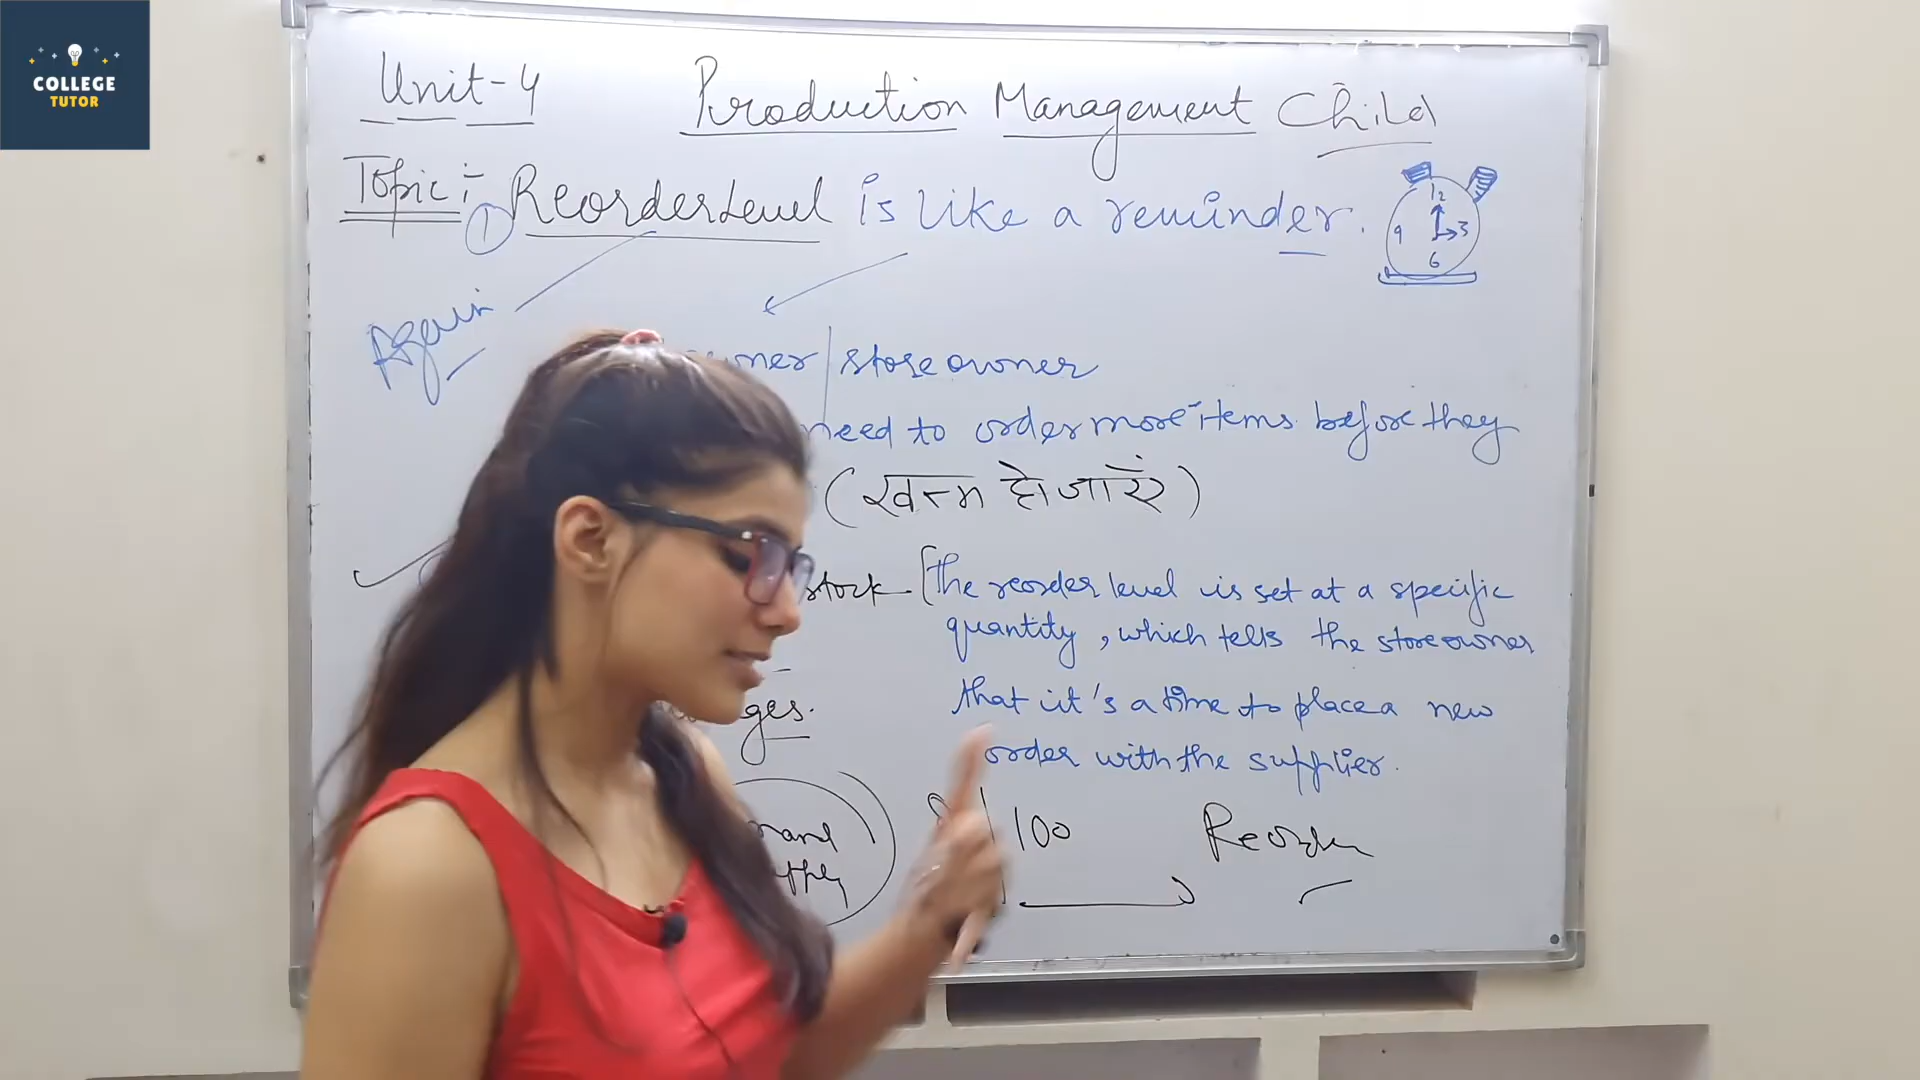 COLLEGE
TUTOR
Unit-4 Production Management Child
Topic:- ① Reorder Level is like a reminder.
12
9 3
6
Again
owner / store owner
need to order more items before they
(खत्म हो जाये)
stock [the reorder level is set at a specific
quantity, which tells the store owner
that it's a time to place a new
order with the supplier.
100 Reorder